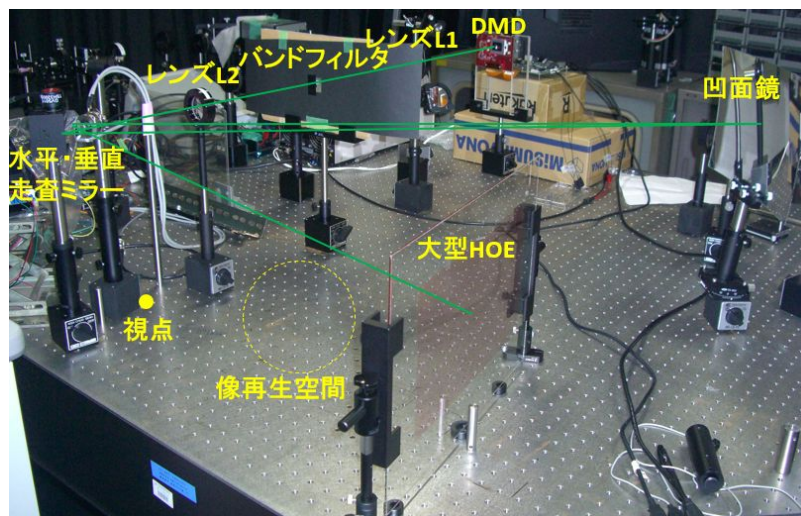 DMD
レンズL1
バンドフィルタ
レンズL2
凹面鏡
水平・垂直
走査ミラー
大型HOE
視点
像再生空間
MISUMI